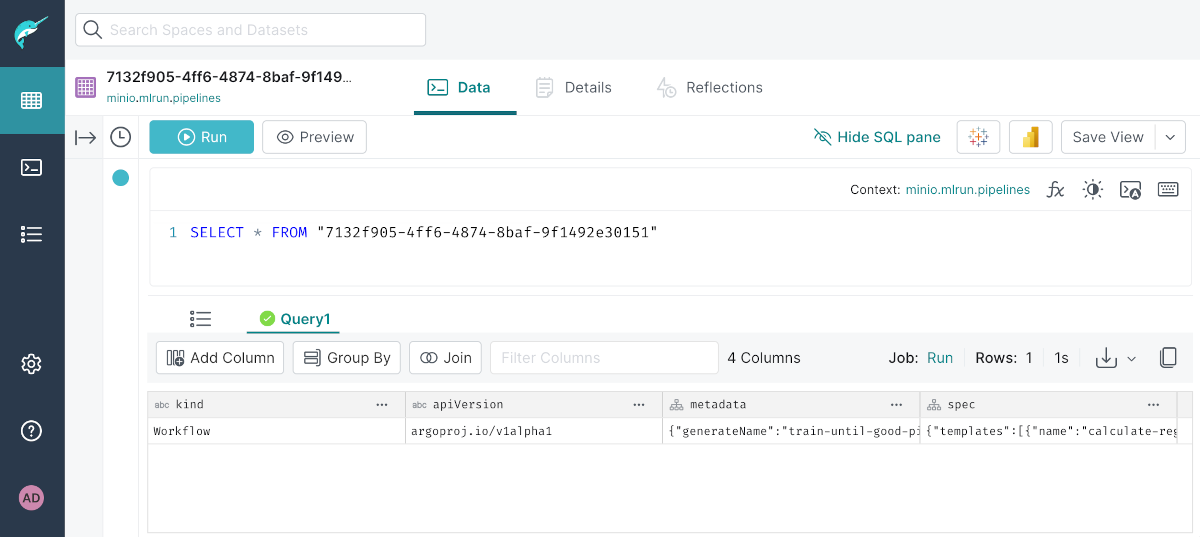 Search Spaces and Datasets
7132f905-4ff6-4874-8baf-9f149...
minio.mlrun.pipelines
Data
Details
Reflections
Run
Preview
Hide SQL pane
Save View
Context: minio.mlrun.pipelines
fx
1 SELECT * FROM "7132f905-4ff6-4874-8baf-9f1492e30151"
Query1
Add Column
Group By
Join
Filter Columns
4 Columns
Job: Run
Rows: 1
1s
abc kind ... abc apiVersion ... metadata ... spec ...
Workflow argoproj.io/v1alpha1 {"generateName":"train-until-good-pi {"templates":[{"name":"calculate-reg
AD